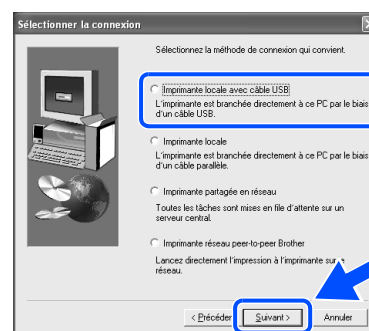 Sélectionner la connexion
Sélectionnez la méthode de connexion qui convient.
Imprimante locale avec câble USB
L'imprimante est branchée directement à ce PC par le biais
d'un câble USB.
Imprimante locale
L'imprimante est branchée directement à ce PC par le biais
d'un câble parallèle.
Imprimante partagée en réseau
Toutes les tâches sont mises en file d'attente sur un
serveur central.
Imprimante réseau peer-to-peer Brother
Lancez directement l'impression à l'imprimante sur
réseau.
< Précéder
Suivant >
Annuler